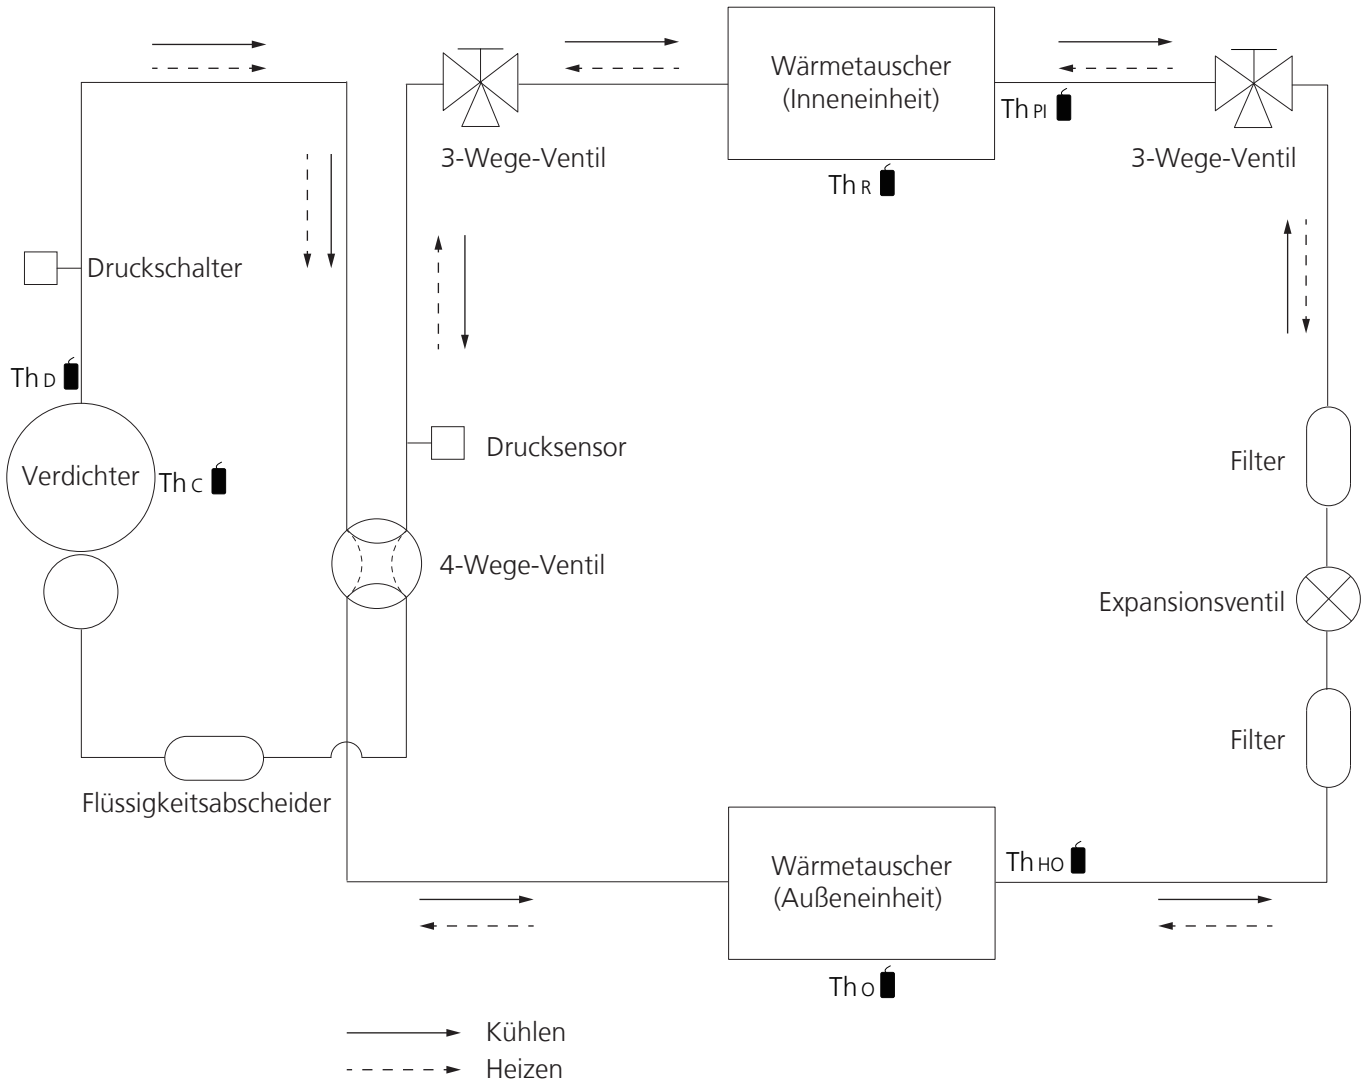 Wärmetauscher
(Inneneinheit)
Th PI
3-Wege-Ventil
3-Wege-Ventil
Th R
Druckschalter
Th D
Drucksensor
Filter
Verdichter
Th C
4-Wege-Ventil
Expansionsventil
Filter
Flüssigkeitsabscheider
Wärmetauscher
(Außeneinheit)
Th HO
Th O
Kühlen
Heizen